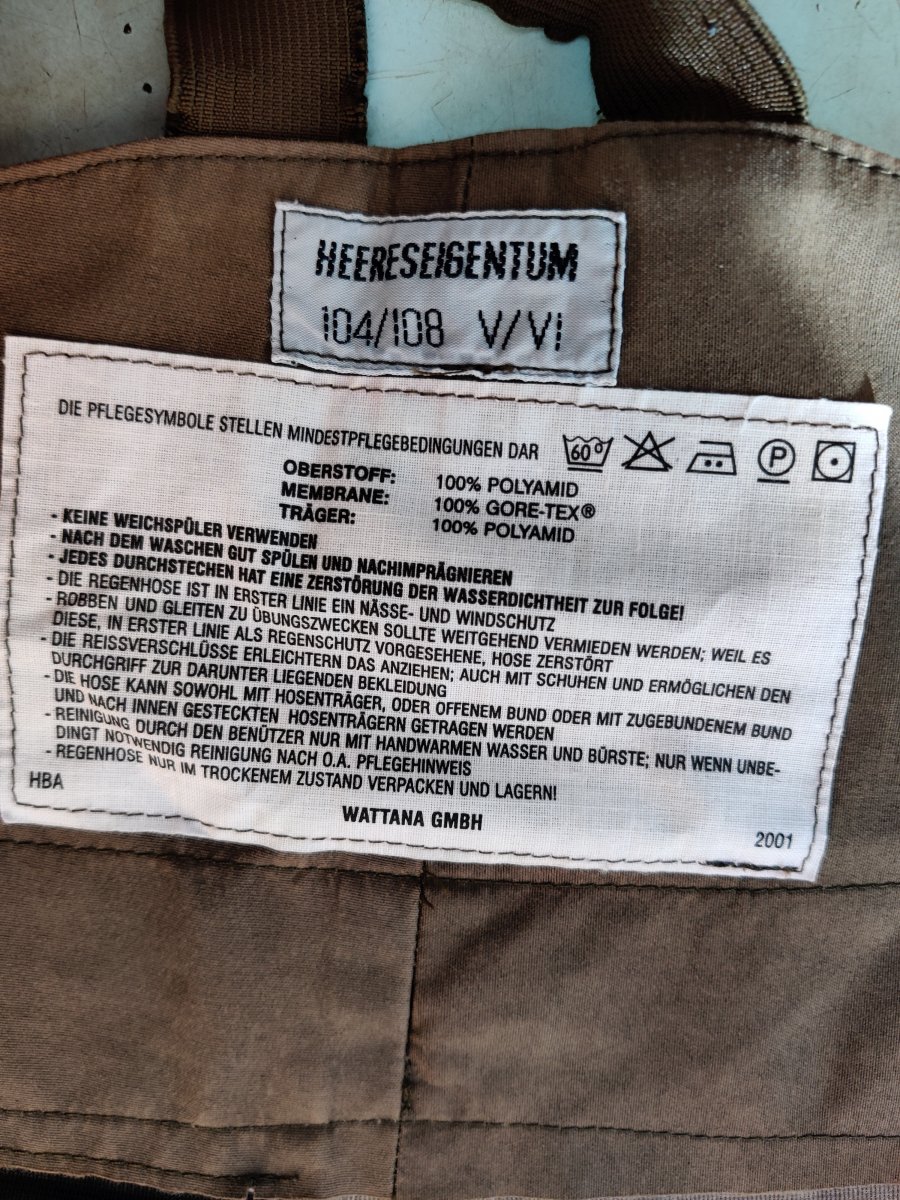 HEERESEIGENTUM
104/108 V/VI
DIE PFLEGESYMBOLE STELLEN MINDESTPFLEGEBEDINGUNGEN DAR 60° P
OBERSTOFF: 100% POLYAMID
MEMBRANE: 100% GORE-TEX®
TRÄGER: 100% POLYAMID
- KEINE WEICHSPÜLER VERWENDEN
- NACH DEM WASCHEN GUT SPÜLEN UND NACHIMPRÄGNIEREN
- JEDES DURCHSTECHEN HAT EINE ZERSTÖRUNG DER WASSERDICHTHEIT ZUR FOLGE!
- DIE REGENHOSE IST IN ERSTER LINIE EIN NÄSSE- UND WINDSCHUTZ
- ROBBEN UND GLEITEN ZU ÜBUNGSZWECKEN SOLLTE WEITGEHEND VERMIEDEN WERDEN; WEIL ES
DIESE, IN ERSTER LINIE ALS REGENSCHUTZ VORGESEHENE, HOSE ZERSTÖRT
- DIE REISSVERSCHLÜSSE ERLEICHTERN DAS ANZIEHEN; AUCH MIT SCHUHEN UND ERMÖGLICHEN DEN
DURCHGRIFF ZUR DARUNTER LIEGENDEN BEKLEIDUNG
- DIE HOSE KANN SOWOHL MIT HOSENTRÄGER, ODER OFFENEM BUND ODER MIT ZUGEBUNDENEM BUND
UND NACH INNEN GESTECKTEN HOSENTRÄGERN GETRAGEN WERDEN
- REINIGUNG DURCH DEN BENÜTZER NUR MIT HANDWARMEN WASSER UND BÜRSTE; NUR WENN UNBE-
DINGT NOTWENDIG REINIGUNG NACH O.A. PFLEGEHINWEIS
- REGENHOSE NUR IM TROCKENEM ZUSTAND VERPACKEN UND LAGERN!
HBA
WATTANA GMBH
2001